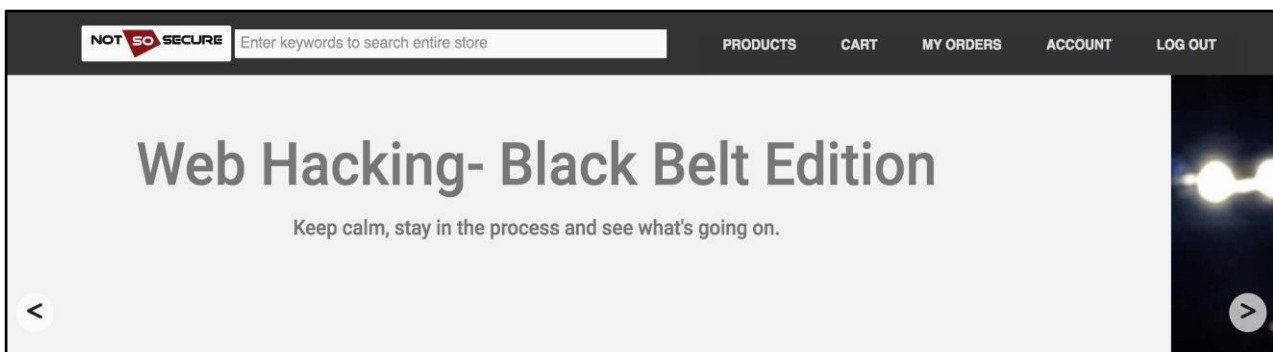 NOT SO SECURE Enter keywords to search entire store PRODUCTS CART MY ORDERS ACCOUNT LOG OUT
Web Hacking- Black Belt Edition
Keep calm, stay in the process and see what's going on.
< >